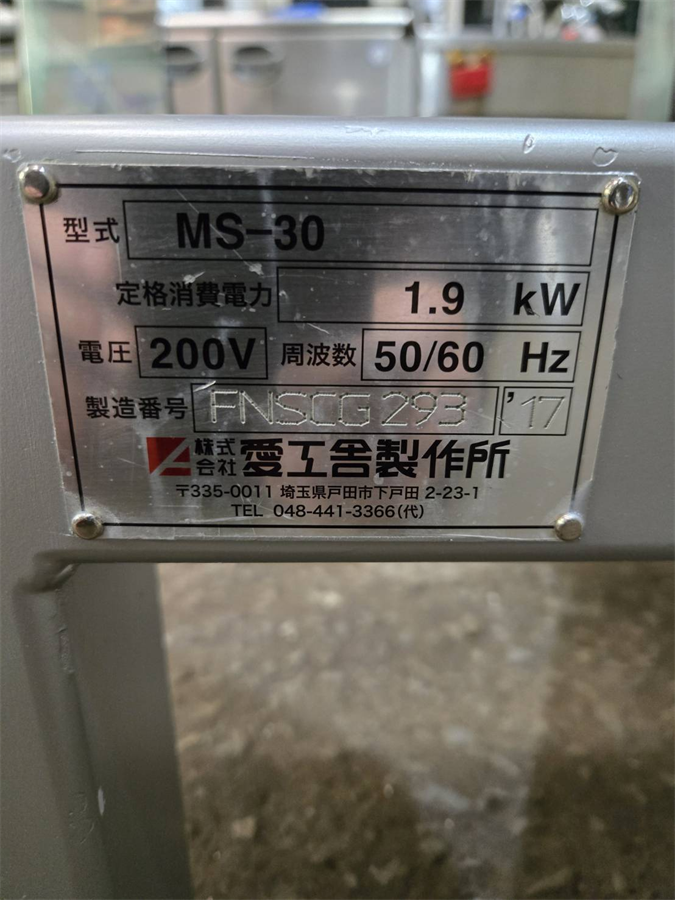 型式 MS-30
定格消費電力 1.9 kW
電圧 200V 周波数 50/60 Hz
製造番号 FNSCG293 '17
株式会社 愛工舎製作所
〒335-0011 埼玉県戸田市下戸田 2-23-1
TEL 048-441-3366(代)